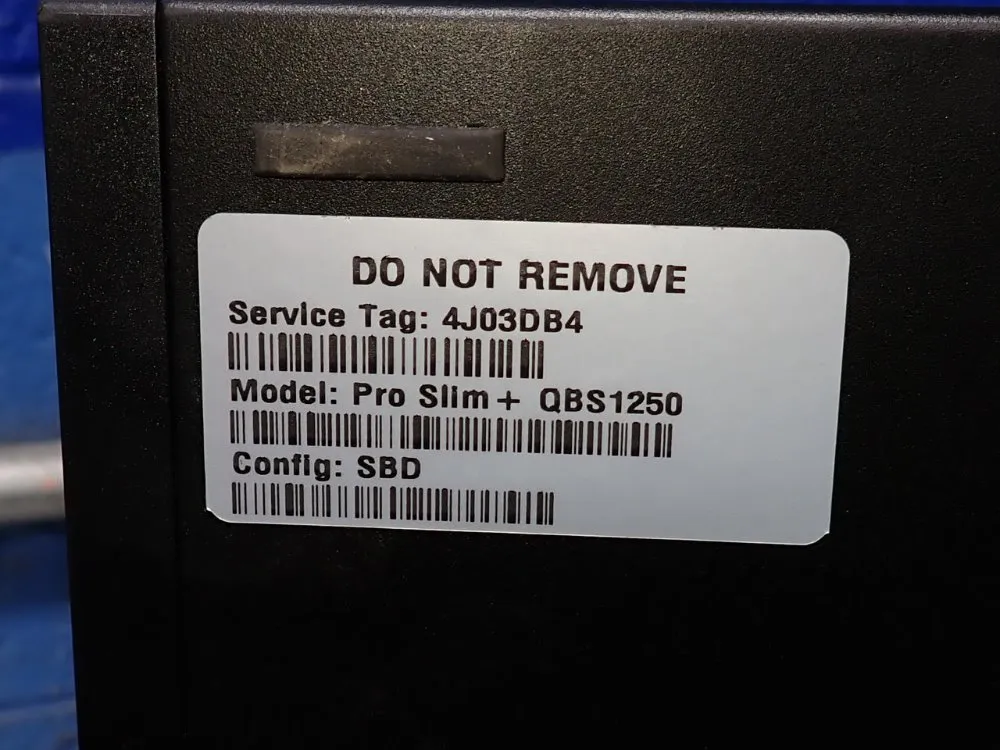 DO NOT REMOVE
Service Tag: 4J03DB4
Model: Pro Slim+ QBS1250
Config: SBD